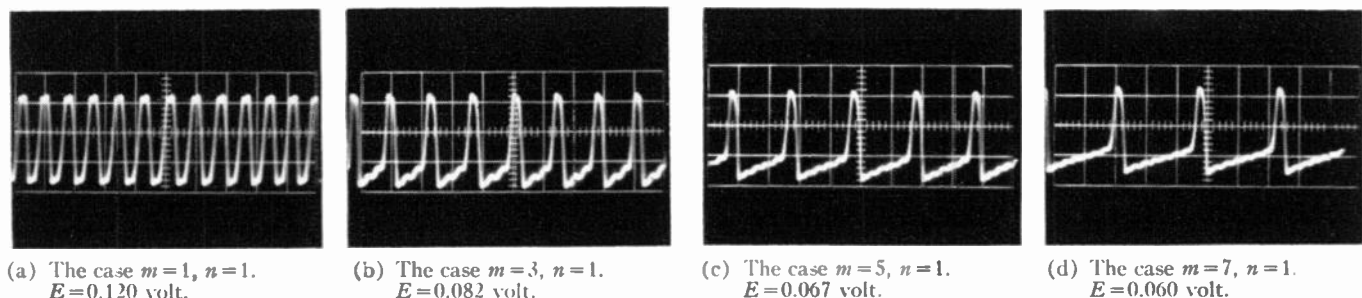 (a) The case m=1, n=1.
E=0.120 volt.
(b) The case m=3, n=1.
E=0.082 volt.
(c) The case m=5, n=1.
E=0.067 volt.
(d) The case m=7, n=1.
E=0.060 volt.